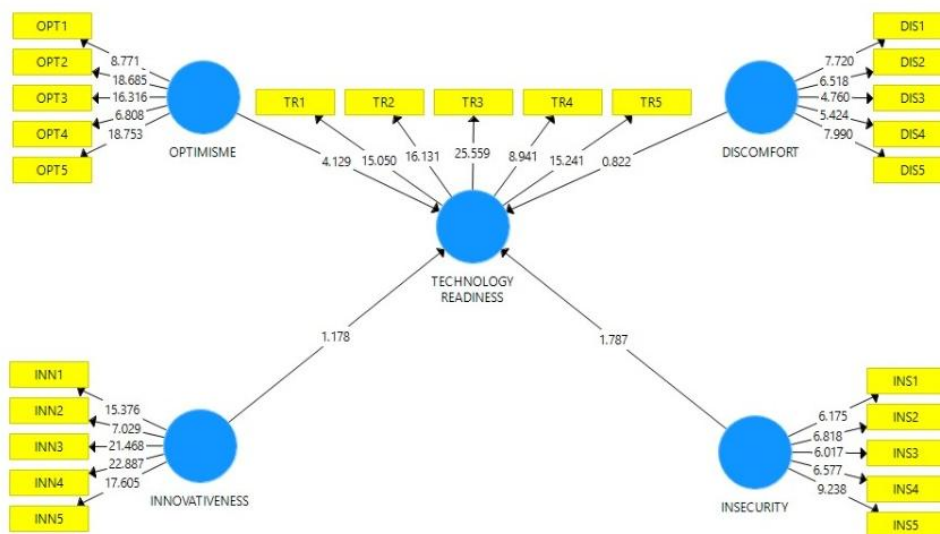 OPT1
OPT2
OPT3
OPT4
OPT5
8.771
18.685
16.316
6.808
18.753
OPTIMISME
TR1
TR2
TR3
TR4
TR5
4.129
15.050
16.131
25.559
8.941
15.241
0.822
DIS1
DIS2
DIS3
DIS4
DIS5
7.720
6.518
4.760
5.424
7.990
DISCOMFORT
TECHNOLOGY
READINESS
1.178
1.787
INN1
INN2
INN3
INN4
INN5
15.376
7.029
21.468
22.887
17.605
INNOVATIVENESS
INS1
INS2
INS3
INS4
INS5
6.175
6.818
6.017
6.577
9.238
INSECURITY